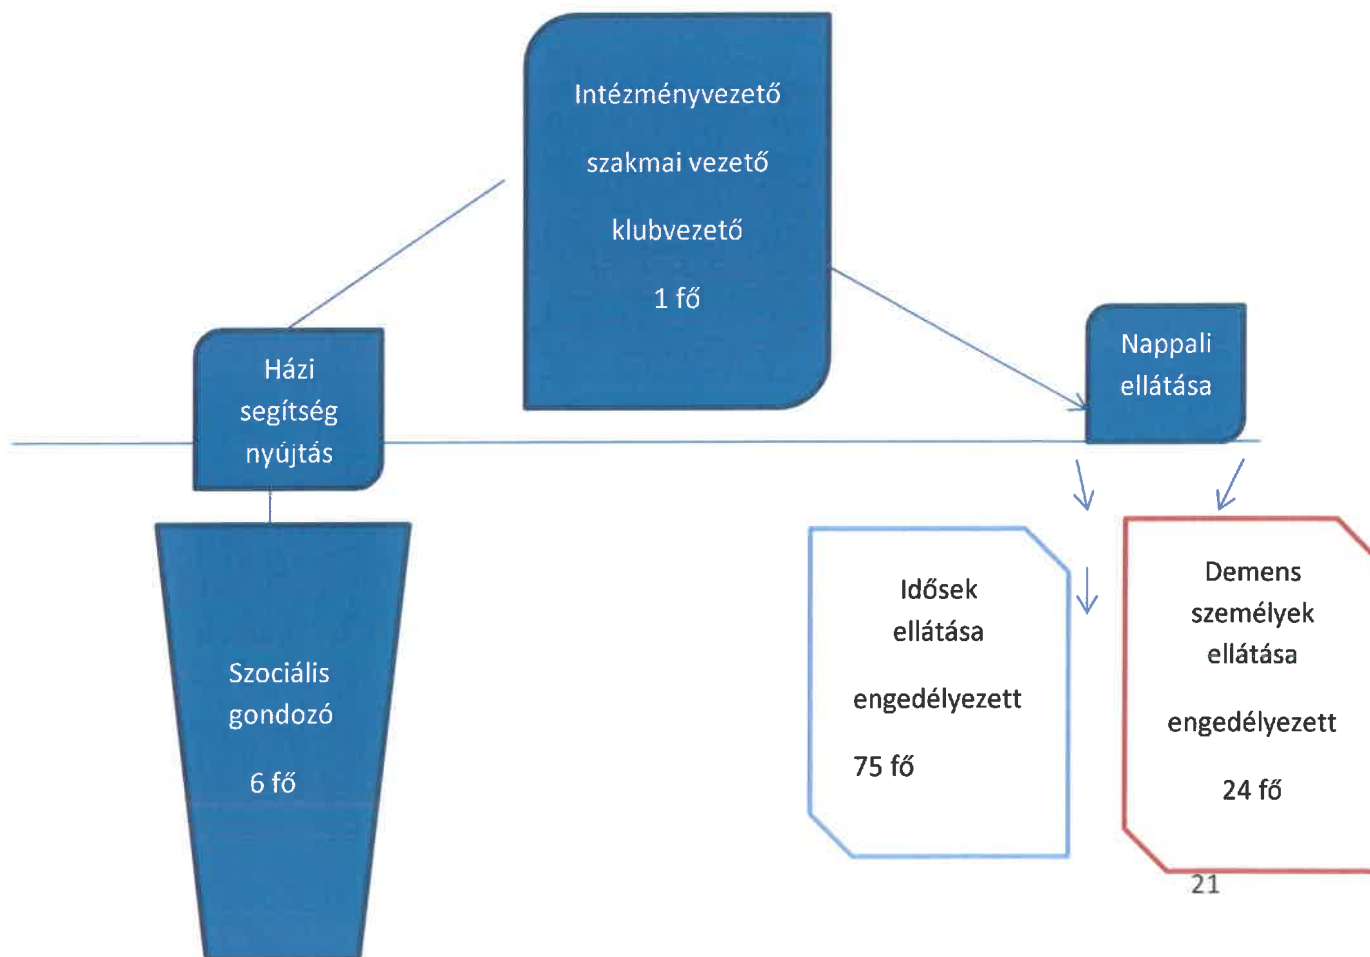 Intézményvezető
szakmai vezető
klubvezető
1 fő
Házi
segítség
nyújtás
Nappali
ellátása
Szociális
gondozó
6 fő
Idősek
ellátása
engedélyezett
75 fő
Demens
személyek
ellátása
engedélyezett
24 fő
21